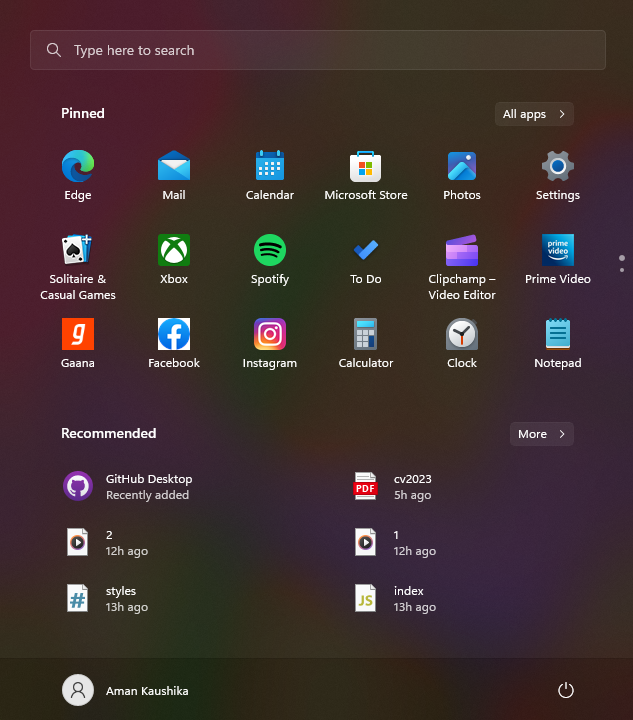 Type here to search
Pinned
All apps
Edge
Mail
Calendar
Microsoft Store
Photos
Settings
prime
video
Solitaire &
Casual Games
Xbox
Spotify
To Do
Clipchamp –
Video Editor
Prime Video
g
Gaana
Facebook
Instagram
Calculator
Clock
Notepad
Recommended
More
GitHub Desktop
Recently added
PDF
cv2023
5h ago
2
12h ago
1
12h ago
#
styles
13h ago
JS
index
13h ago
Aman Kaushika